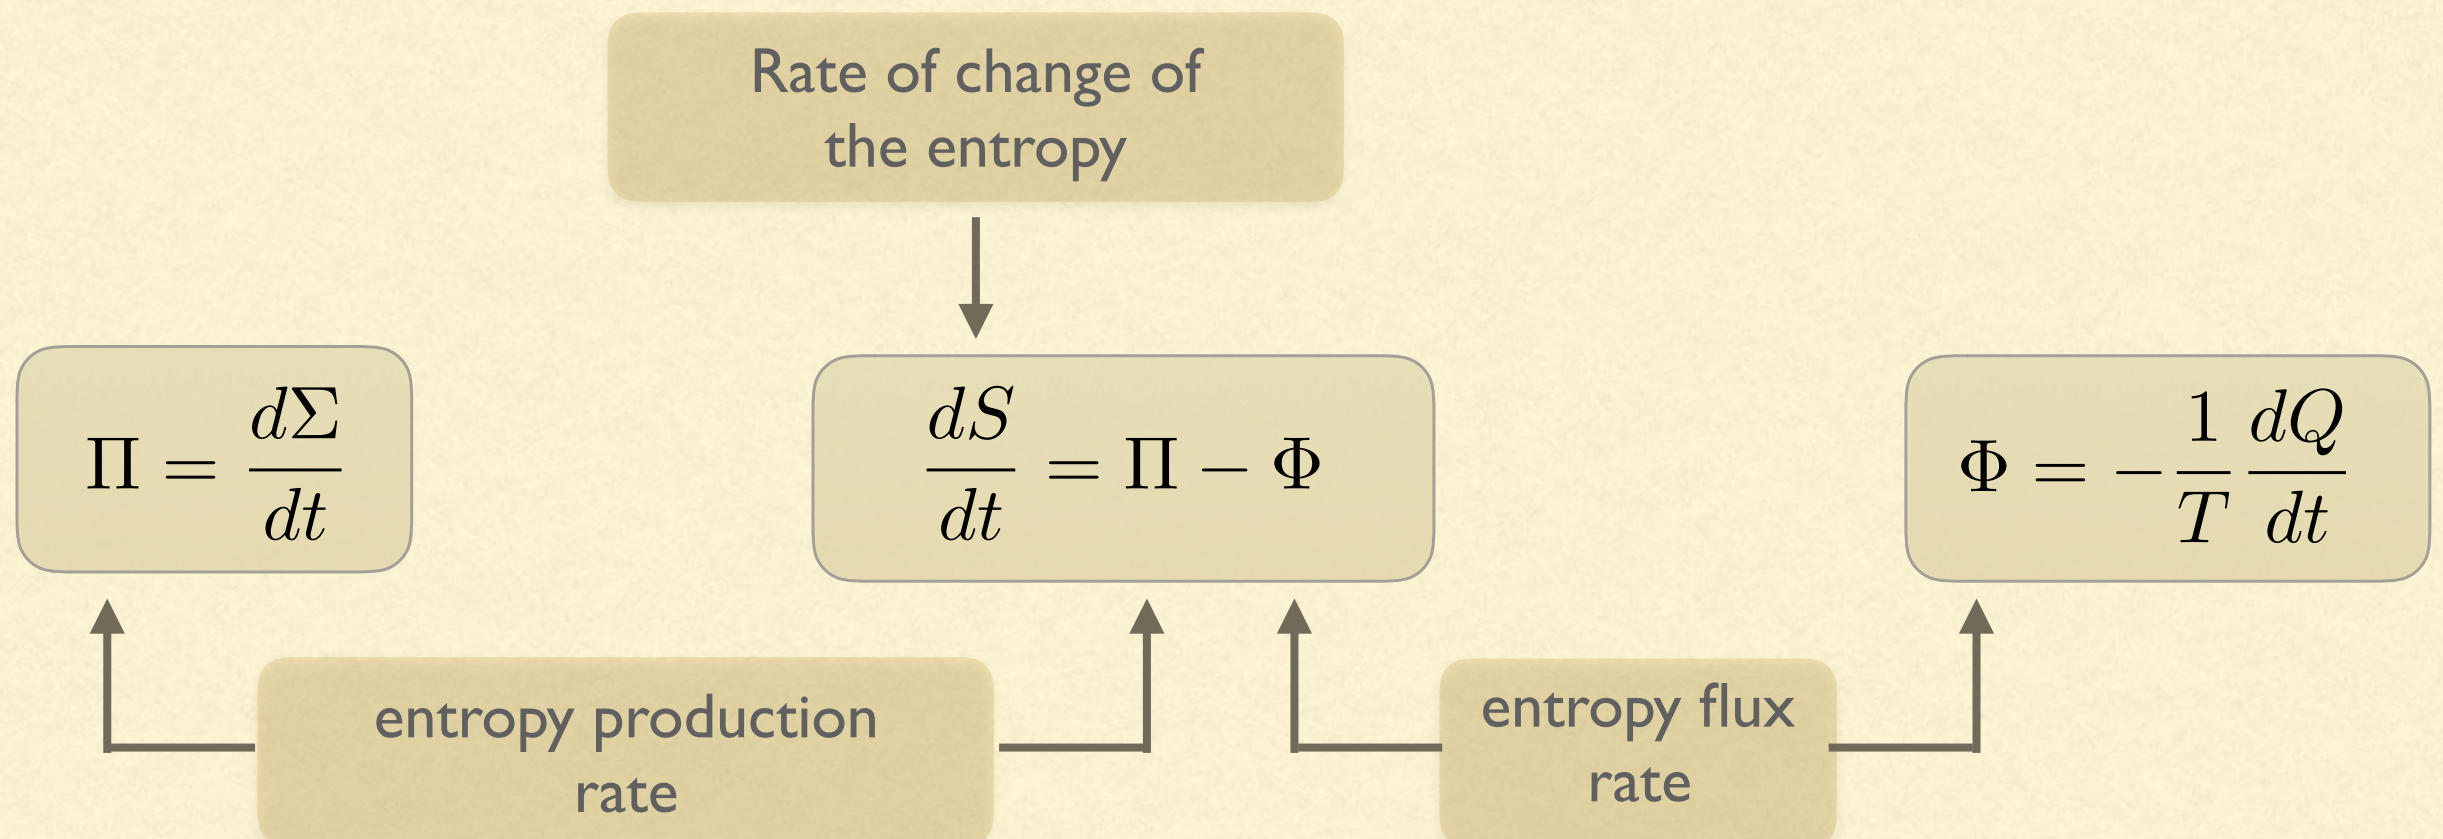 Rate of change of
the entropy
Π = dΣ/dt
dS/dt = Π − Φ
Φ = −1/T dQ/dt
entropy production
rate
entropy flux
rate